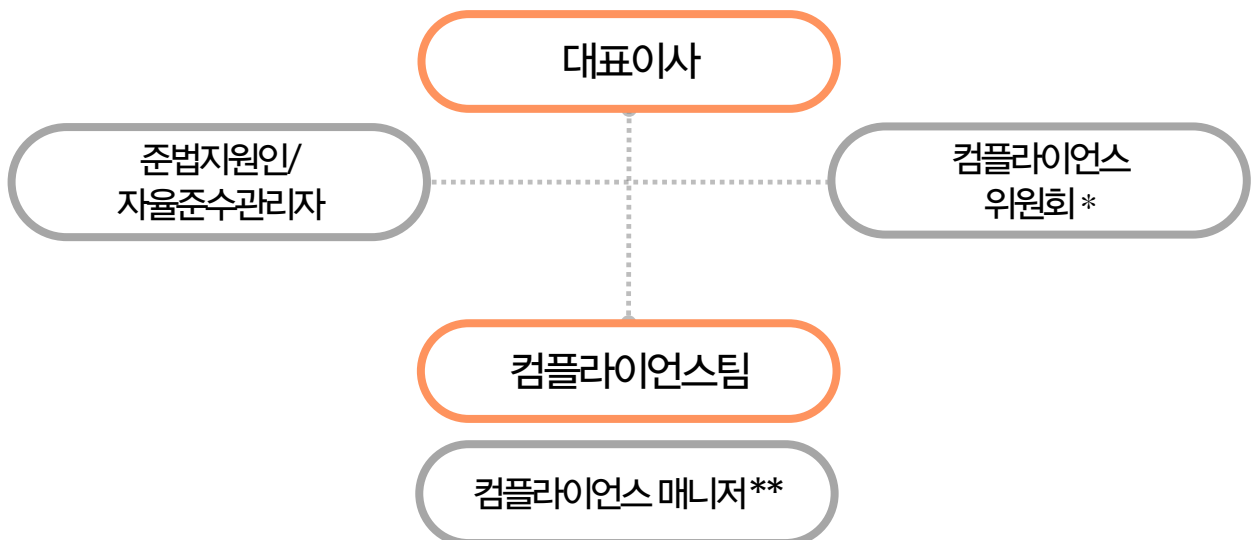 대표이사
준법지원인/
자율준수관리자
컴플라이언스
위원회 *
컴플라이언스팀
컴플라이언스 매니저**